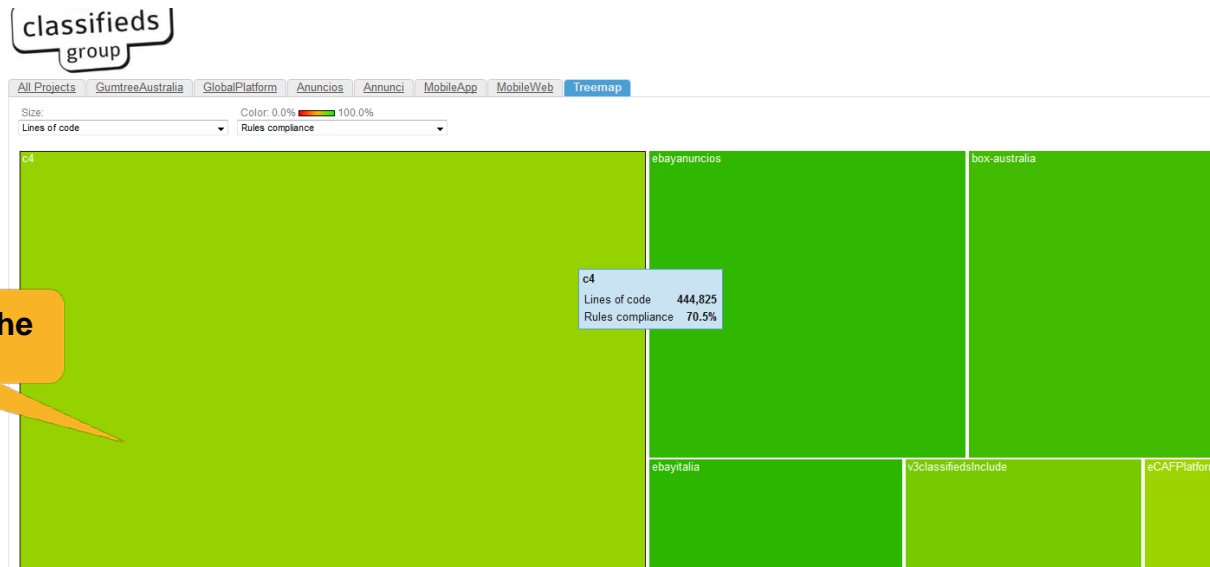 classifieds
group
All Projects GumtreeAustralia GlobalPlatform Anuncios Annunci MobileApp MobileWeb Treemap
Size: Color: 0.0% 100.0%
Lines of code Rules compliance
c4 ebayanuncios box-australia
c4
Lines of code 444,825
Rules compliance 70.5%
he
ebayitalia v3classifiedsInclude eCAFPlatfor